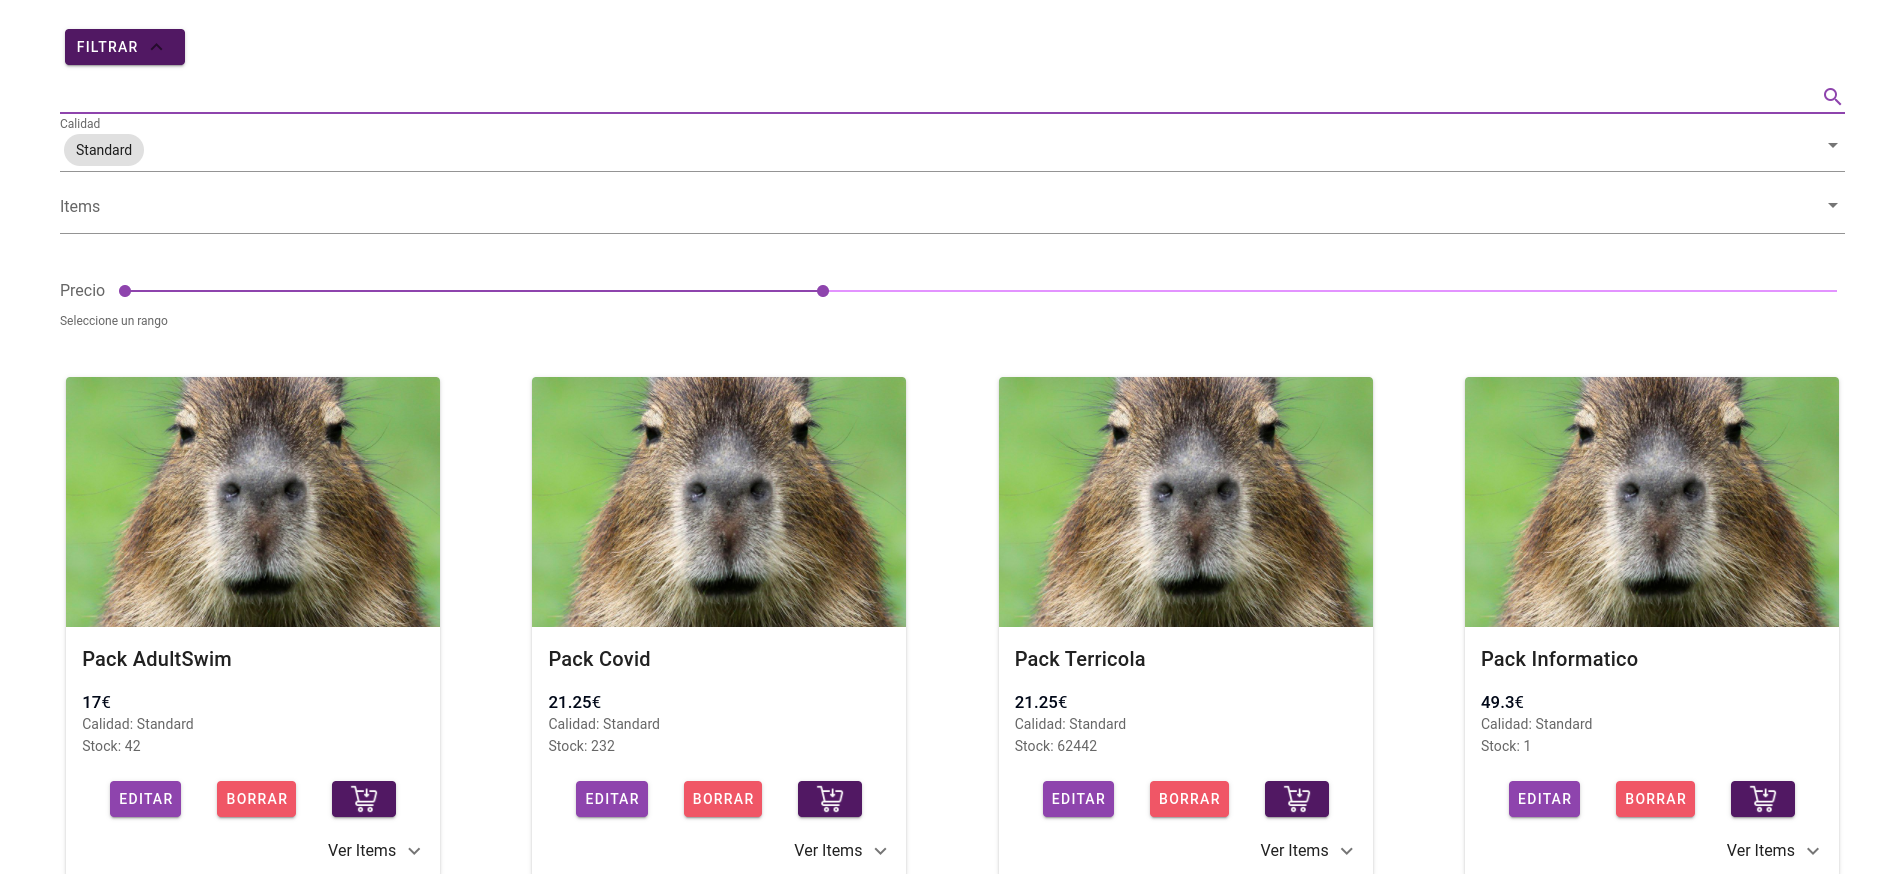 FILTRAR
Calidad
Standard
Items
Precio
Seleccione un rango
Pack AdultSwim
17€
Calidad: Standard
Stock: 42
EDITAR BORRAR
Ver Items
Pack Covid
21.25€
Calidad: Standard
Stock: 232
EDITAR BORRAR
Ver Items
Pack Terricola
21.25€
Calidad: Standard
Stock: 62442
EDITAR BORRAR
Ver Items
Pack Informatico
49.3€
Calidad: Standard
Stock: 1
EDITAR BORRAR
Ver Items